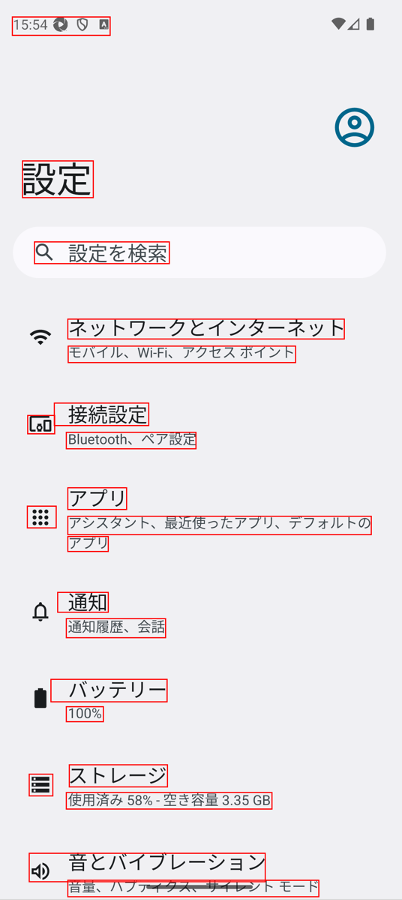 15:54
設定
設定を検索
ネットワークとインターネット
モバイル、Wi-Fi、アクセス ポイント
接続設定
Bluetooth、ペア設定
アプリ
アシスタント、最近使ったアプリ、デフォルトの
アプリ
通知
通知履歴、会話
バッテリー
100%
ストレージ
使用済み 58% - 空き容量 3.35 GB
音とバイブレーション
音量、ハプティクス、サイレント モード